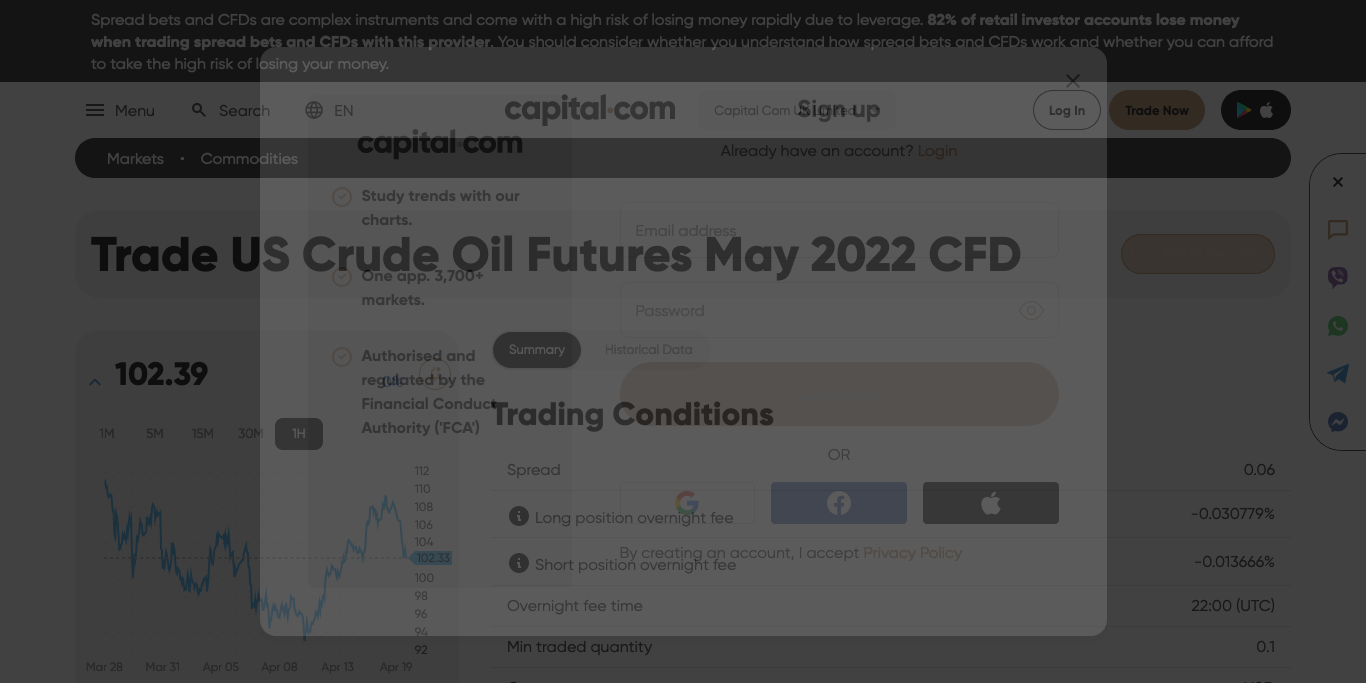 Spread bets and CFDs are complex instruments and come with a high risk of losing money rapidly due to leverage. 82% of retail investor accounts lose money
when trading spread bets and CFDs with this provider. You should consider whether you understand how spread bets and CFDs work and whether you can afford
to take the high risk of losing your money.
Menu
Search
EN
capital.com
Capital Com UK Limited
Log In
Trade Now
Markets • Commodities
Sign up
Already have an account? Login
capital.com
Study trends with our
charts.
One app. 3,700+
markets.
Authorised and
regulated by the
Financial Conduct
Authority ('FCA')
Email address
Password
OR
By creating an account, I accept Privacy Policy
Trade US Crude Oil Futures May 2022 CFD
102.39
1M 5M 15M 30M 1H
112
110
108
106
104
102.33
100
98
96
94
92
Mar 28 Mar 31 Apr 05 Apr 08 Apr 13 Apr 19
Summary
Historical Data
Trading Conditions
Spread 0.06
Long position overnight fee -0.030779%
Short position overnight fee -0.013666%
Overnight fee time 22:00 (UTC)
Min traded quantity 0.1